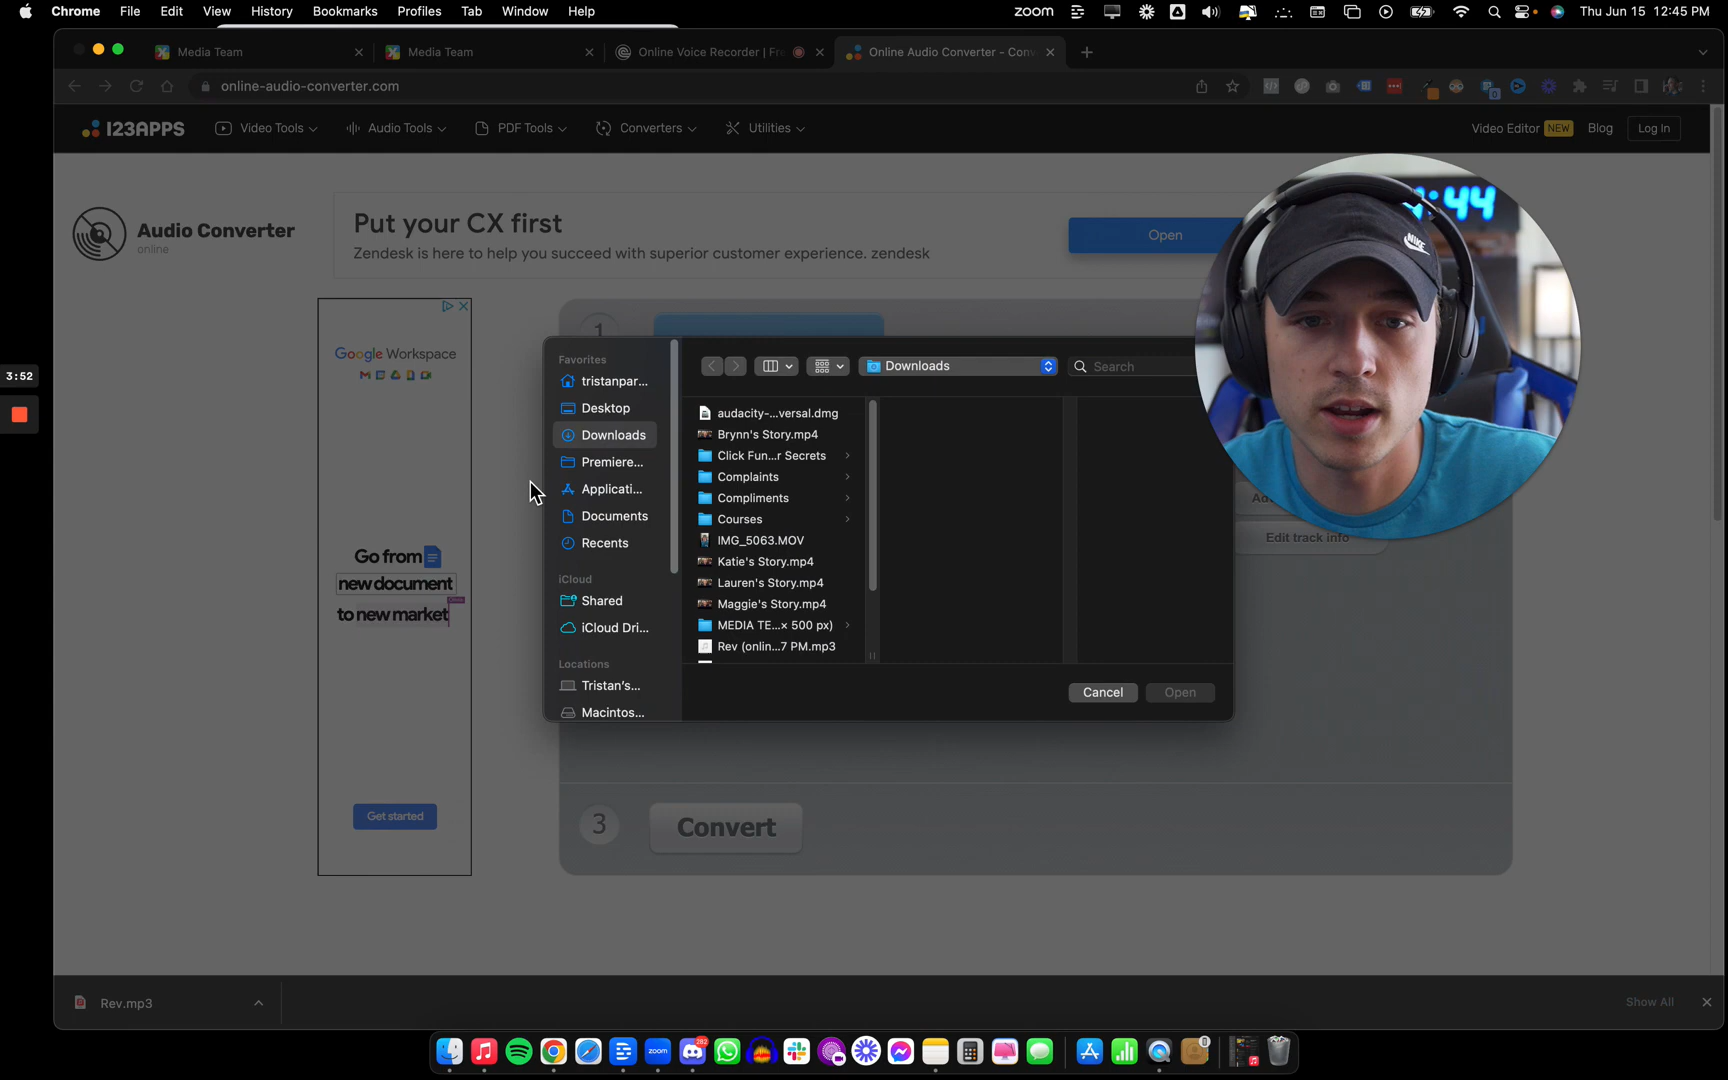 Chrome File Edit View History Bookmarks Profiles Tab Window Help
zoom Thu Jun 15 12:45 PM
Media Team
Media Team
Online Voice Recorder | Fre
Online Audio Converter - Conv
online-audio-converter.com
123APPS
Video Tools
Audio Tools
PDF Tools
Converters
Utilities
Video Editor NEW Blog Log In
Audio Converter
online
Put your CX first
Zendesk is here to help you succeed with superior customer experience. zendesk
Open
:44
NIKE
3:52
Google Workspace
Go from
new document
to new market
Get started
1
Favorites
tristanpar...
Desktop
Downloads
Premiere...
Applicati...
Documents
Recents
iCloud
Shared
iCloud Dri...
Locations
Tristan's...
Macintos...
Downloads
Search
audacity-...versal.dmg
Brynn's Story.mp4
Click Fun...r Secrets
Complaints
Compliments
Courses
IMG_5063.MOV
Katie's Story.mp4
Lauren's Story.mp4
Maggie's Story.mp4
MEDIA TE...× 500 px)
Rev (onlin...7 PM.mp3
Cancel
Open
Edit track info
3
Convert
Rev.mp3
Show All
282
zoom